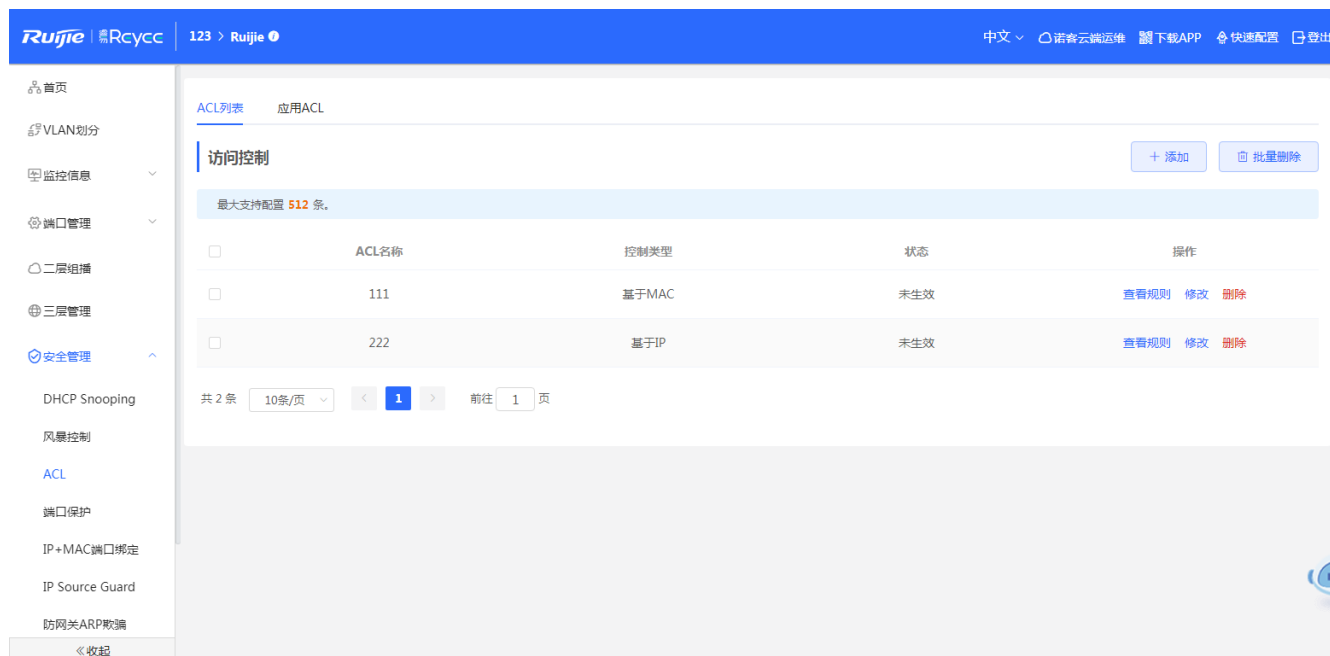 Ruijie Rcycc 123 > Ruijie
中文 诺客云端运维 下载APP 快速配置 登出
首页
VLAN划分
监控信息
端口管理
二层组播
三层管理
安全管理
DHCP Snooping
风暴控制
ACL
端口保护
IP+MAC端口绑定
IP Source Guard
防网关ARP欺骗
《收起
ACL列表 应用ACL
访问控制
+ 添加 批量删除
最大支持配置 512 条。
ACL名称 控制类型 状态 操作
111 基于MAC 未生效 查看规则 修改 删除
222 基于IP 未生效 查看规则 修改 删除
共 2 条 10条/页 < 1 > 前往 1 页